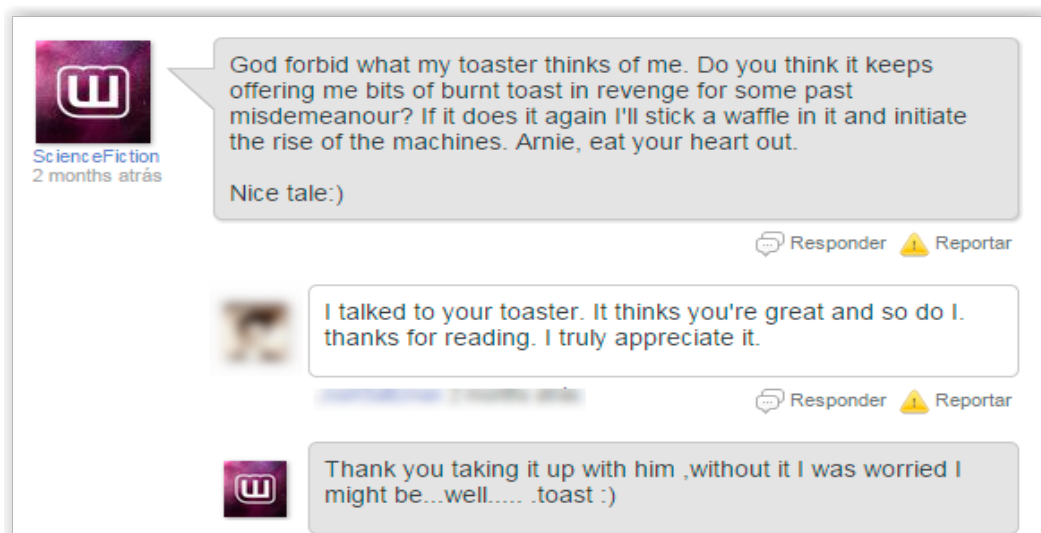 God forbid what my toaster thinks of me. Do you think it keeps
offering me bits of burnt toast in revenge for some past
misdemeanour? If it does it again I'll stick a waffle in it and initiate
the rise of the machines. Arnie, eat your heart out.
Nice tale:)
ScienceFiction
2 months atrás
Responder
Reportar
I talked to your toaster. It thinks you're great and so do I.
thanks for reading. I truly appreciate it.
2 months atrás
Responder
Reportar
Thank you taking it up with him ,without it I was worried I
might be...well..... .toast :)